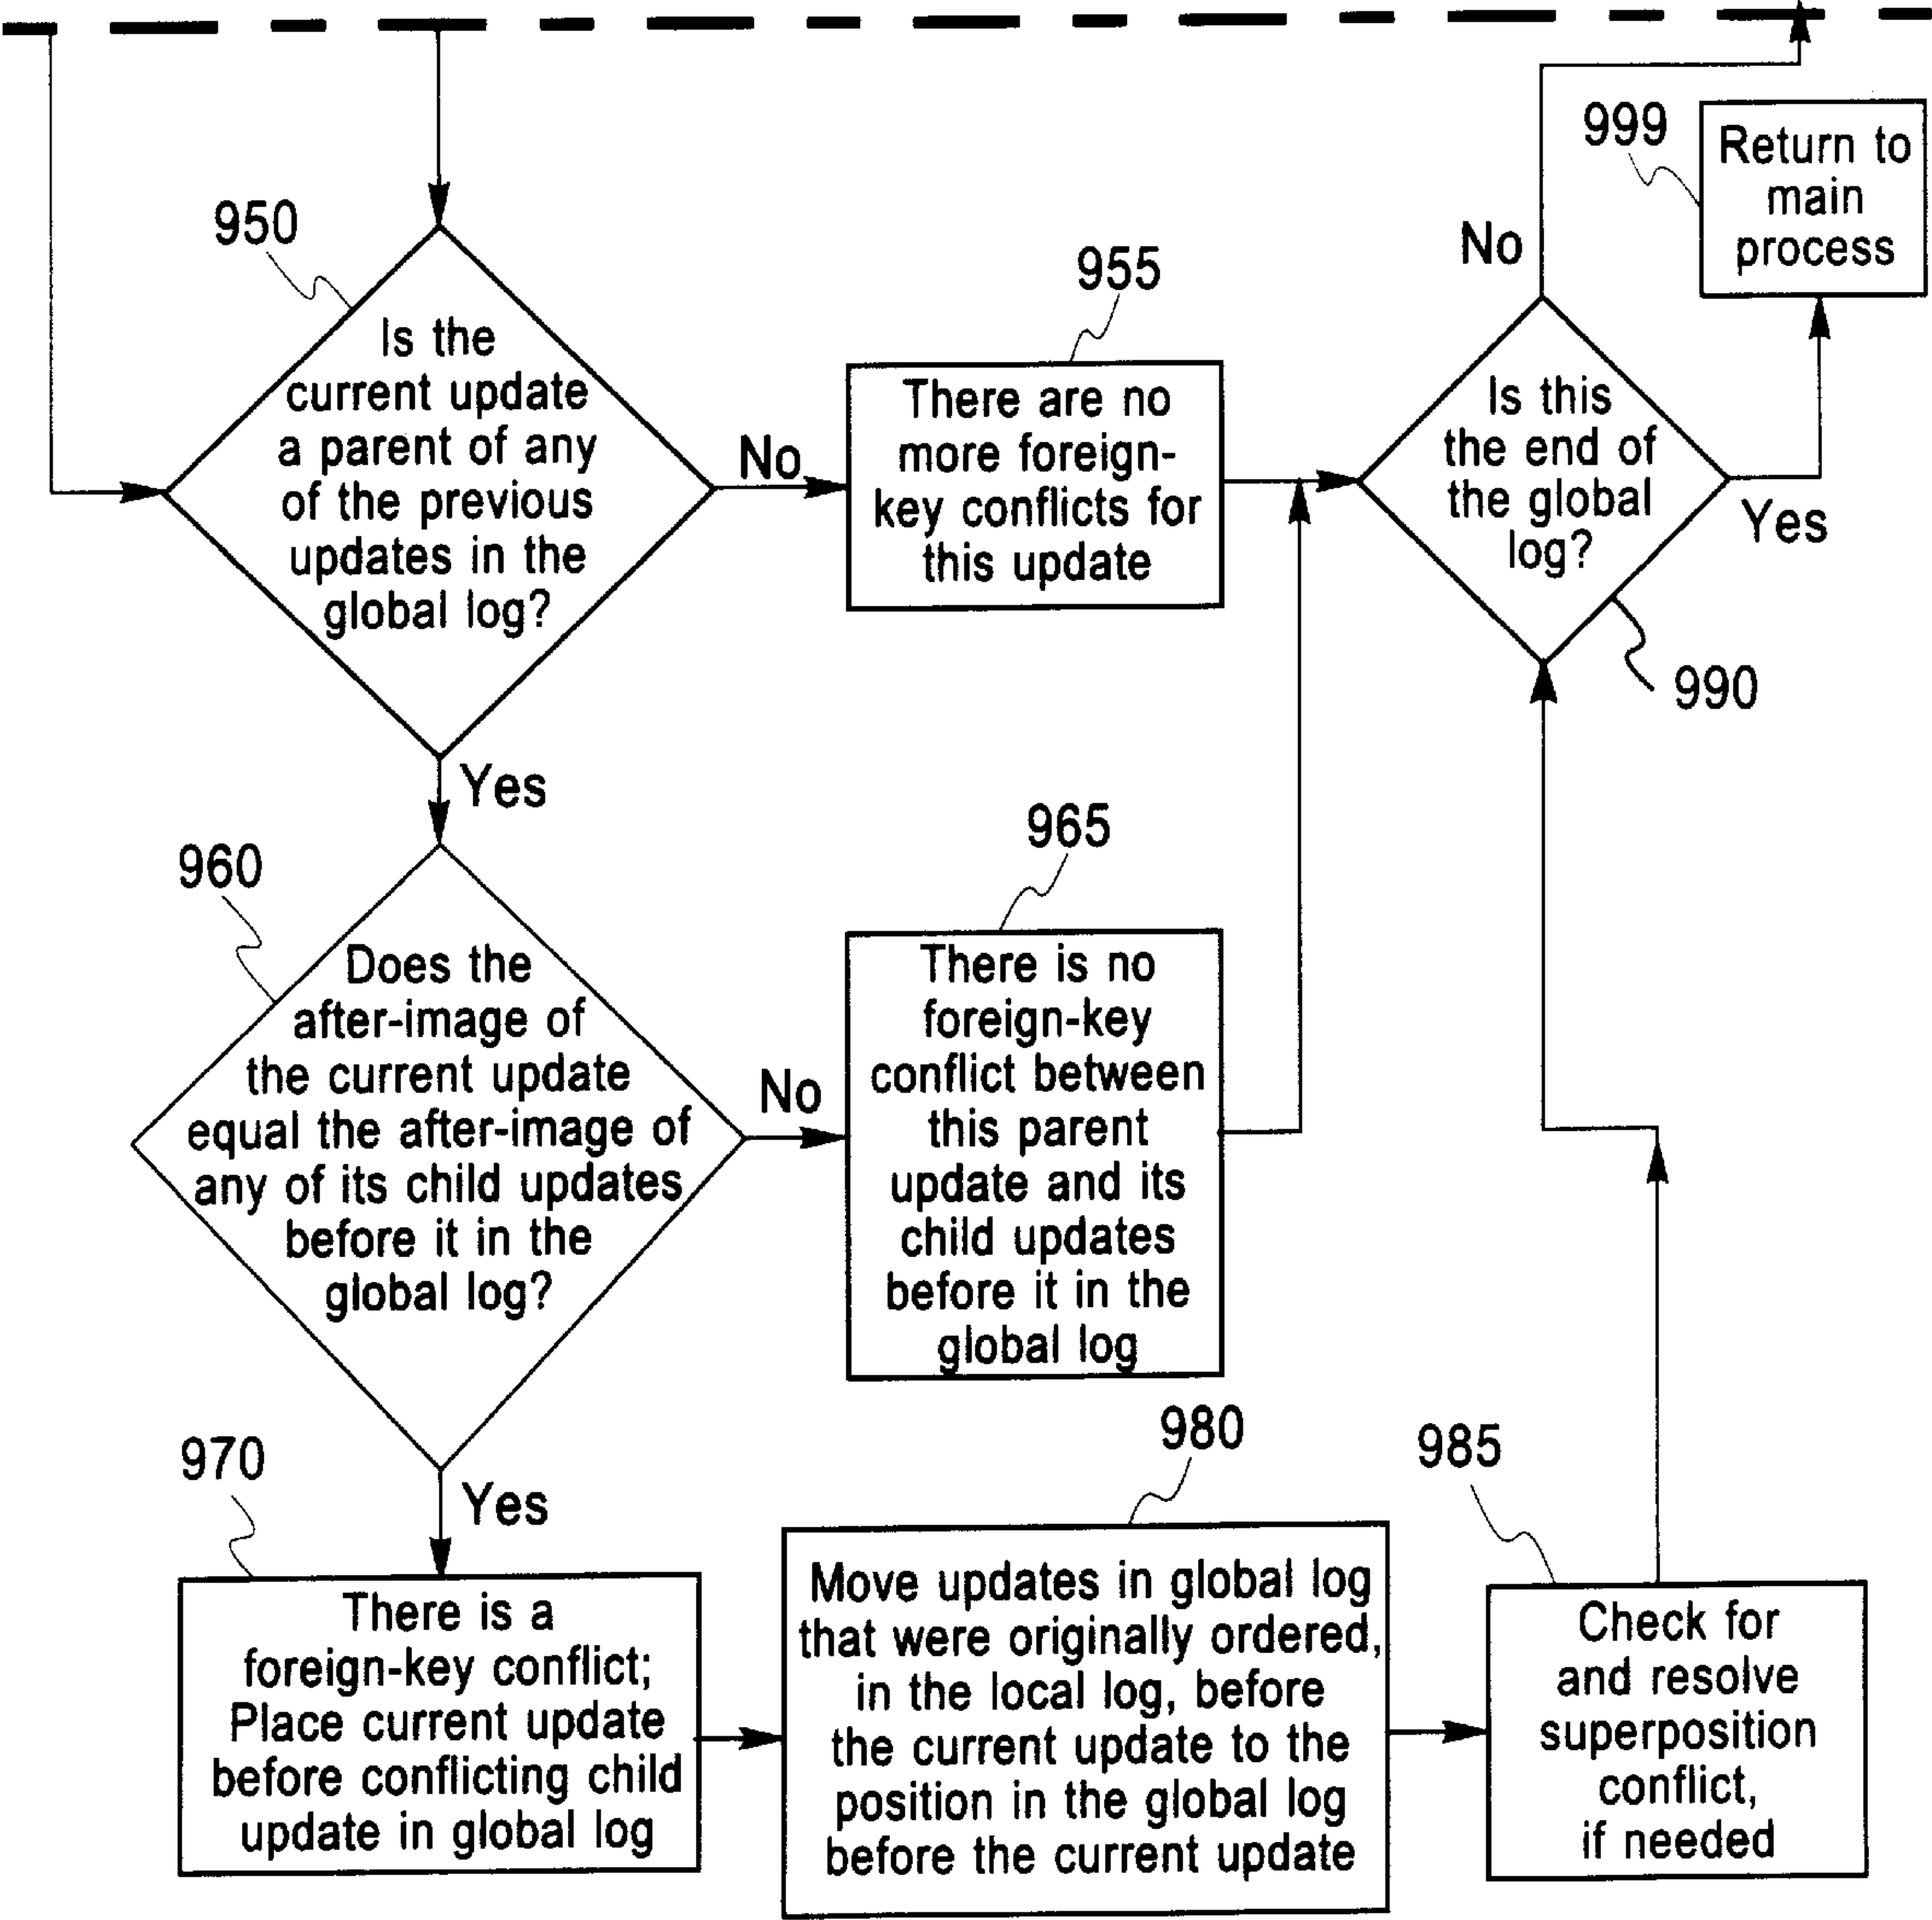 950
Is the
current update
a parent of any
of the previous
updates in the
global log?
No
Yes
955
There are no
more foreign-
key conflicts for
this update
999
Return to
main
process
No
Is this
the end of
the global
log?
Yes
990
960
Does the
after-image of
the current update
equal the after-image of
any of its child updates
before it in the
global log?
No
Yes
965
There is no
foreign-key
conflict between
this parent
update and its
child updates
before it in the
global log
970
There is a
foreign-key conflict;
Place current update
before conflicting child
update in global log
980
Move updates in global log
that were originally ordered,
in the local log, before
the current update to the
position in the global log
before the current update
985
Check for
and resolve
superposition
conflict,
if needed